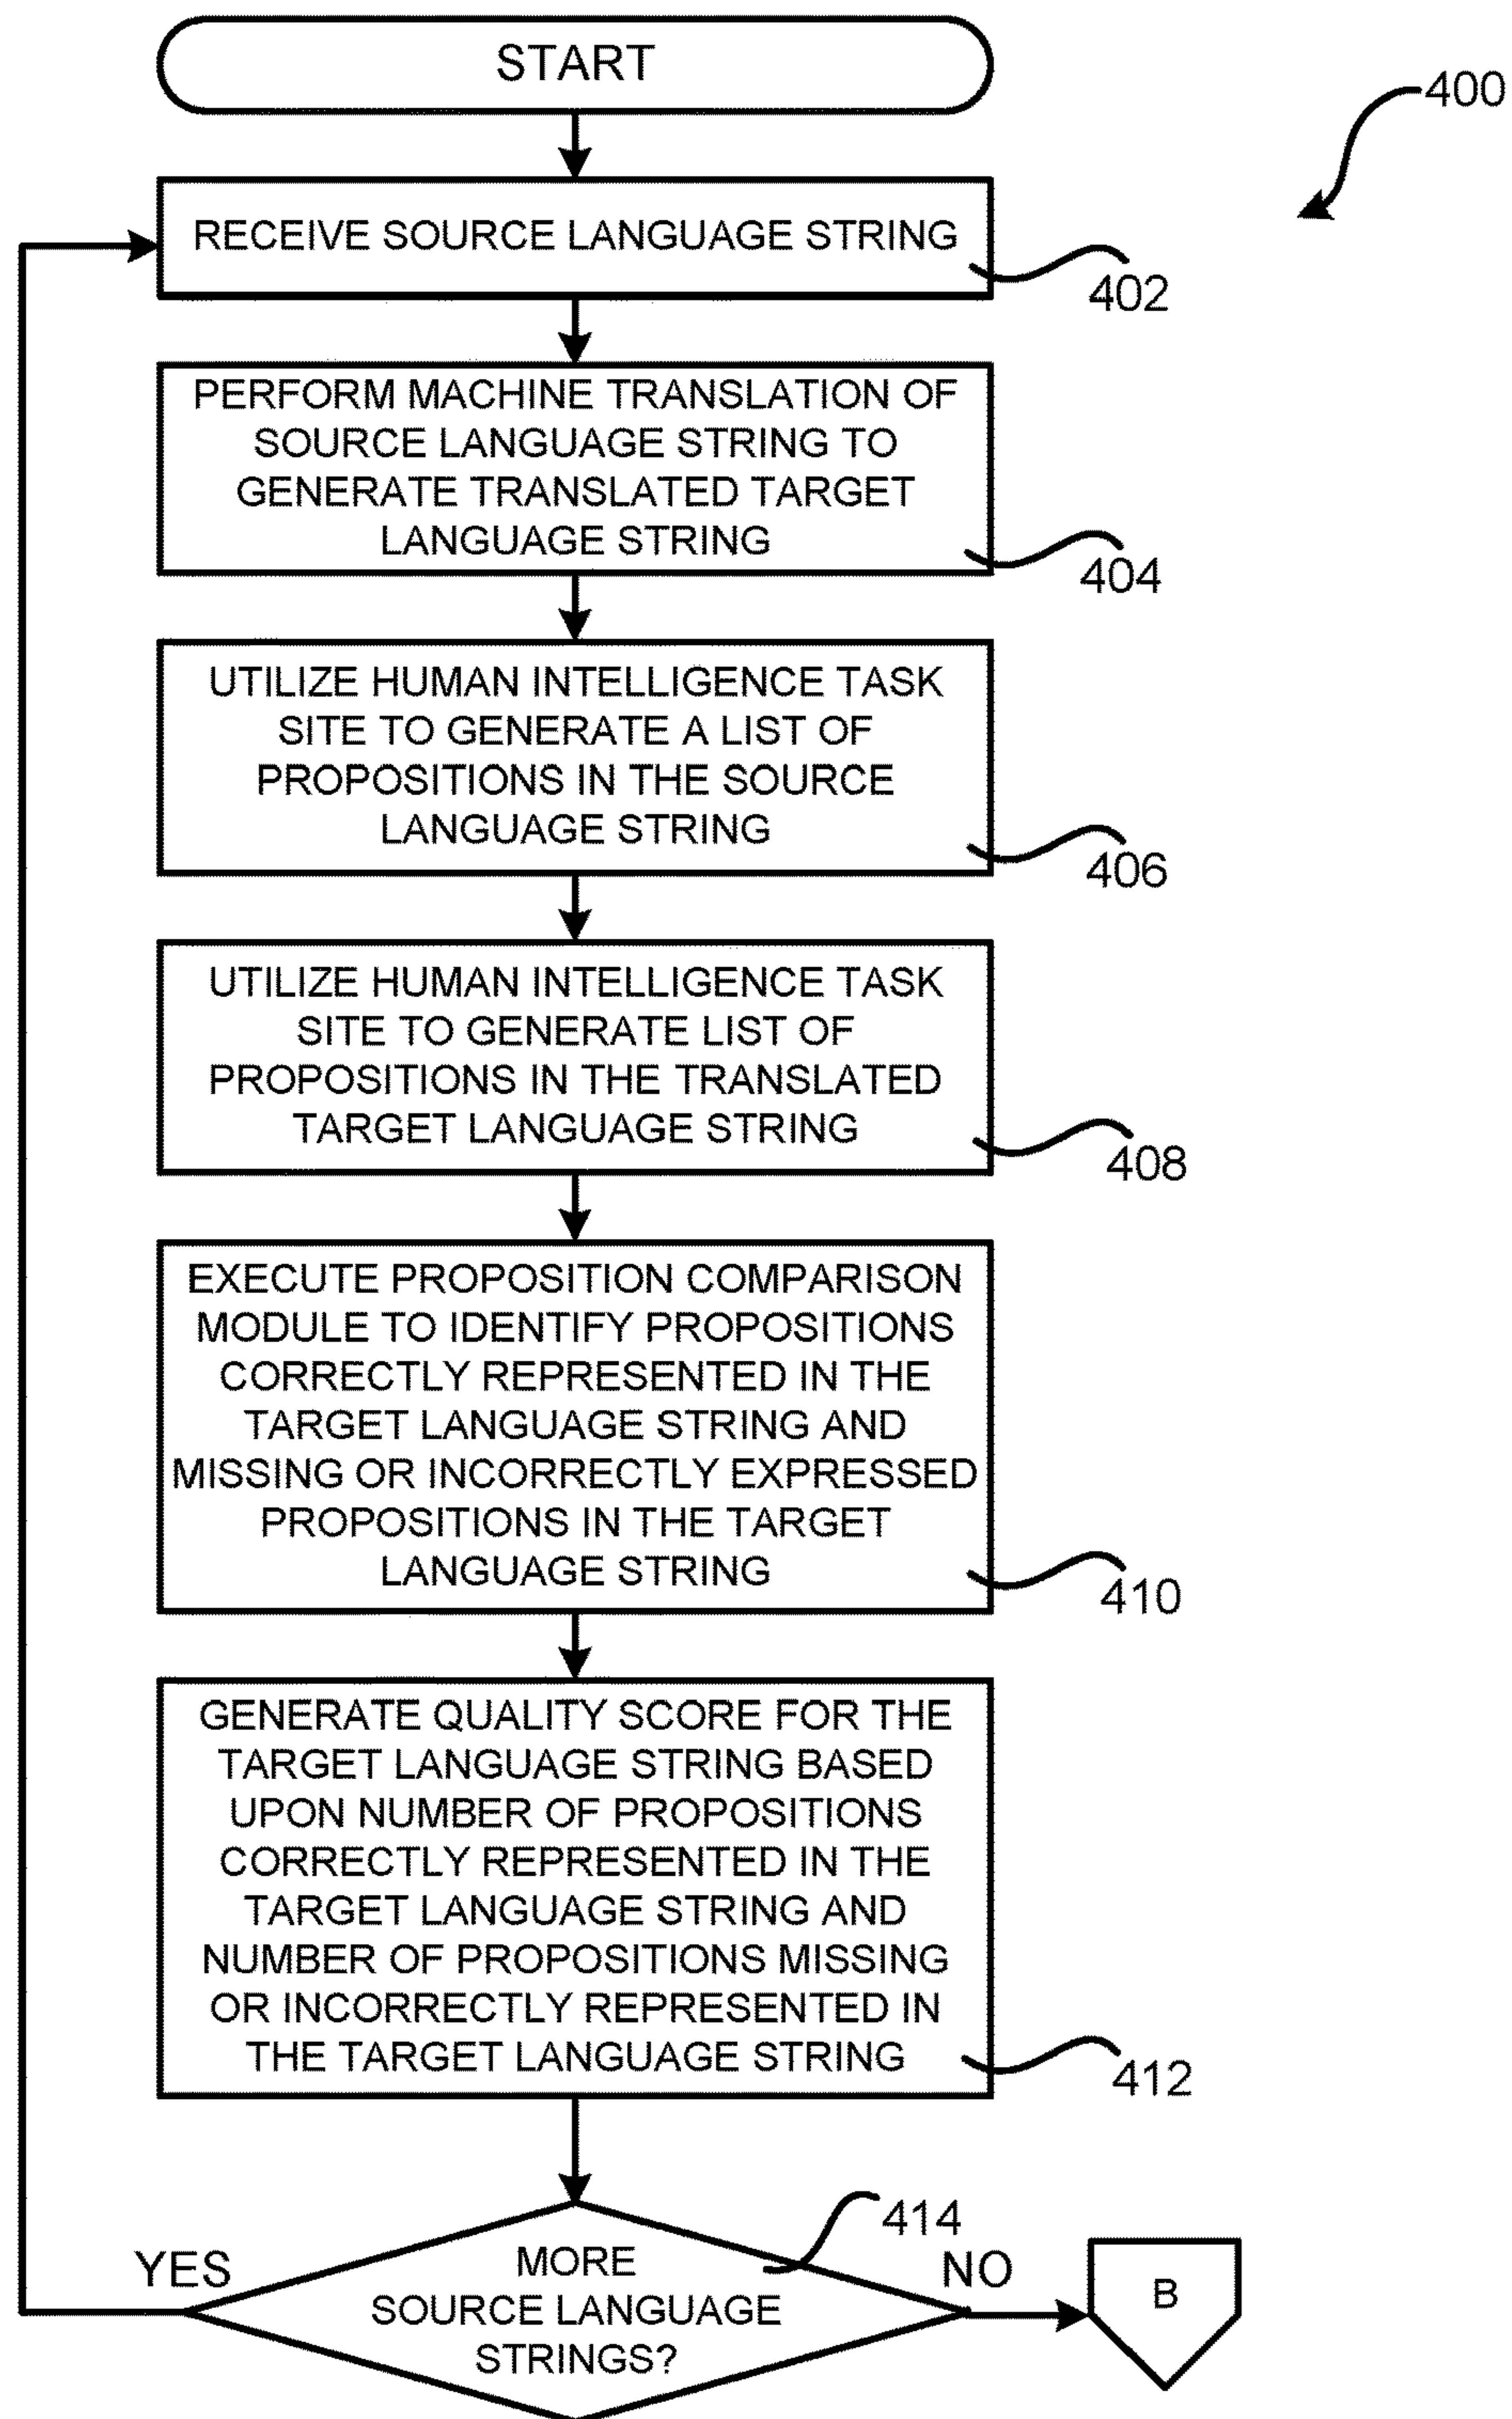 START
400
RECEIVE SOURCE LANGUAGE STRING
402
PERFORM MACHINE TRANSLATION OF
SOURCE LANGUAGE STRING TO
GENERATE TRANSLATED TARGET
LANGUAGE STRING
404
UTILIZE HUMAN INTELLIGENCE TASK
SITE TO GENERATE A LIST OF
PROPOSITIONS IN THE SOURCE
LANGUAGE STRING
406
UTILIZE HUMAN INTELLIGENCE TASK
SITE TO GENERATE LIST OF
PROPOSITIONS IN THE TRANSLATED
TARGET LANGUAGE STRING
408
EXECUTE PROPOSITION COMPARISON
MODULE TO IDENTIFY PROPOSITIONS
CORRECTLY REPRESENTED IN THE
TARGET LANGUAGE STRING AND
MISSING OR INCORRECTLY EXPRESSED
PROPOSITIONS IN THE TARGET
LANGUAGE STRING
410
GENERATE QUALITY SCORE FOR THE
TARGET LANGUAGE STRING BASED
UPON NUMBER OF PROPOSITIONS
CORRECTLY REPRESENTED IN THE
TARGET LANGUAGE STRING AND
NUMBER OF PROPOSITIONS MISSING
OR INCORRECTLY REPRESENTED IN
THE TARGET LANGUAGE STRING
412
414
YES
MORE
SOURCE LANGUAGE
STRINGS?
NO
B